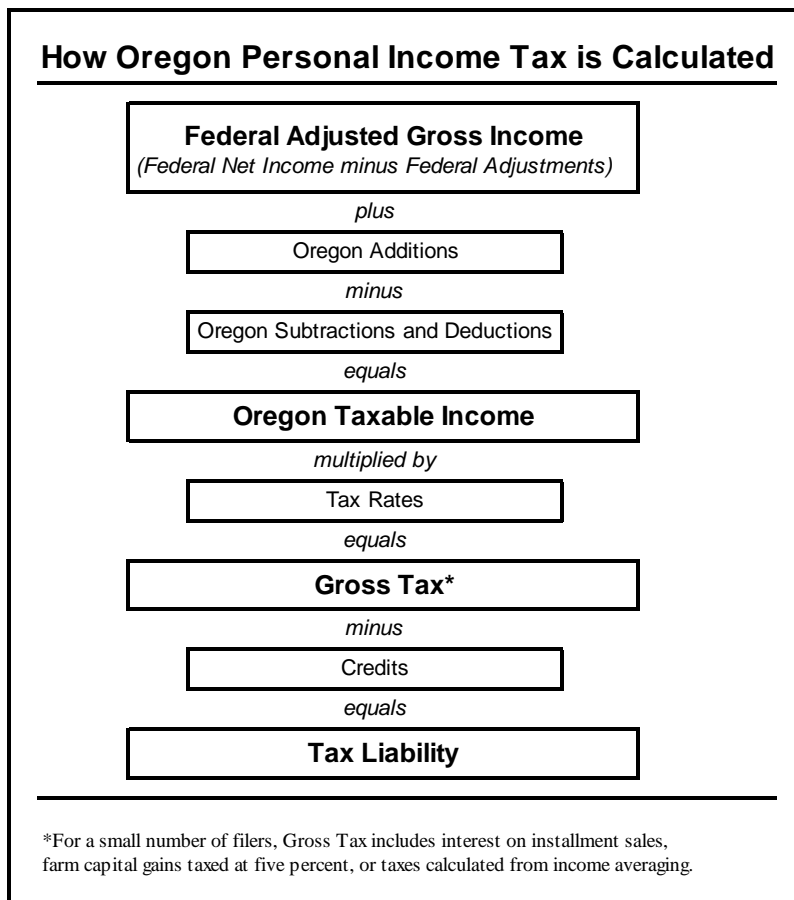 How Oregon Personal Income Tax is Calculated
Federal Adjusted Gross Income
(Federal Net Income minus Federal Adjustments)
plus
Oregon Additions
minus
Oregon Subtractions and Deductions
equals
Oregon Taxable Income
multiplied by
Tax Rates
equals
Gross Tax*
minus
Credits
equals
Tax Liability
*For a small number of filers, Gross Tax includes interest on installment sales,
farm capital gains taxed at five percent, or taxes calculated from income averaging.